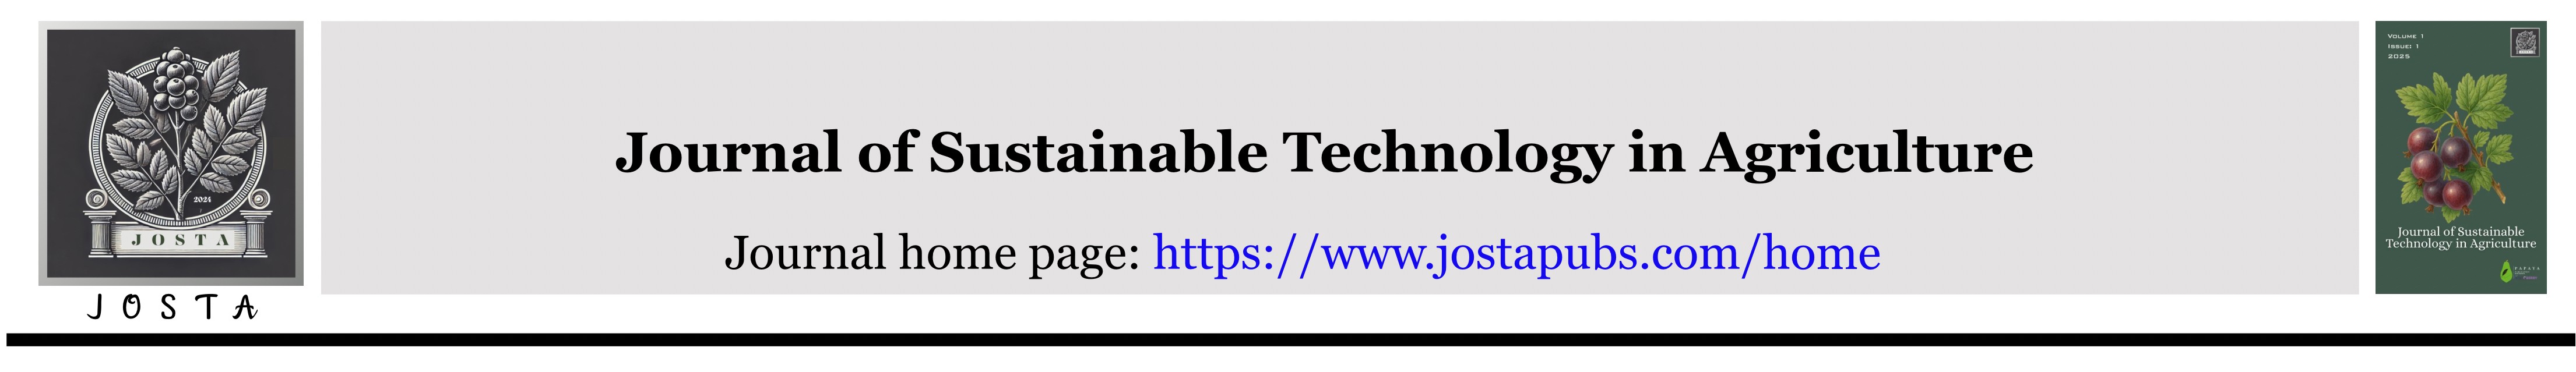 2024
JOSTA
JOSTA
Journal of Sustainable Technology in Agriculture
Journal home page: https://www.jostapubs.com/home
VOLUME 1
ISSUE: 1
2025
Journal of Sustainable
Technology in Agriculture